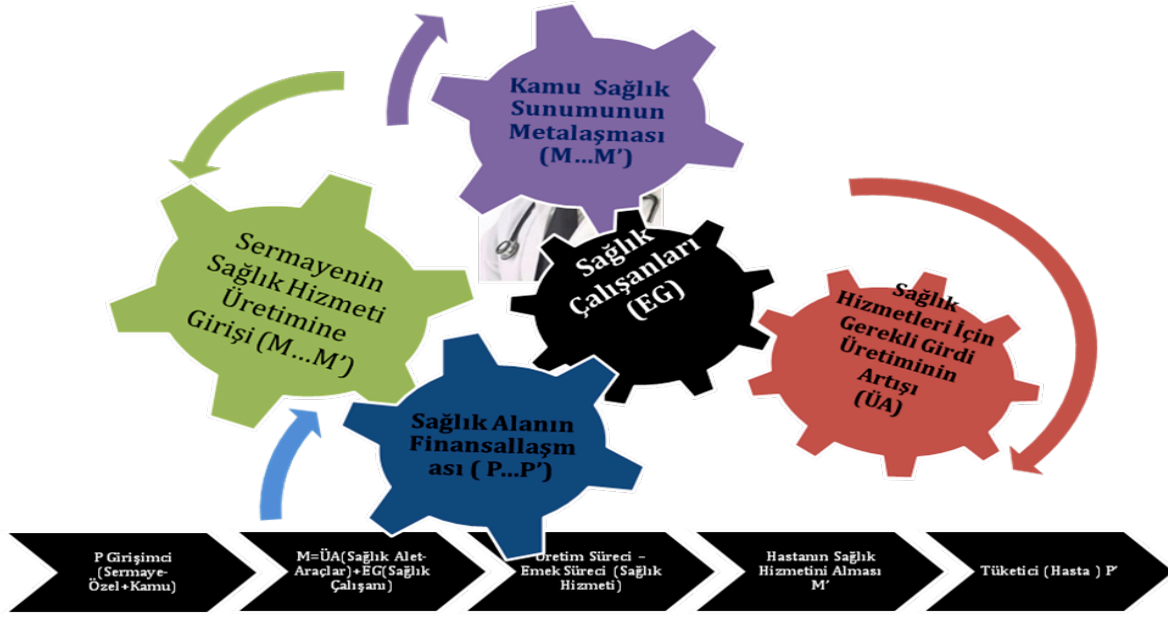 Kamu Sağlık
Sunumunun
Metalaşması
(M...M’)
Sermayenin
Sağlık Hizmeti
Üretimine
Girişi (M...M’)
Sağlık
Çalışanları
(EG)
Sağlık
Hizmetleri İçin
Gerekli Girdi
Üretiminin
Artışı
(ÜA)
Sağlık Alanın
Finansallaşm
ası ( P...P’)
P Girişimci
(Sermaye-
Özel+Kamu)
M=ÜA(Sağlık Alet-
Araçlar)+EG(Sağlık
Çalışanı)
Üretim Süreci –
Emek Süreci (Sağlık
Hizmeti)
Hastanın Sağlık
Hizmetini Alması
M’
Tüketici (Hasta ) P’